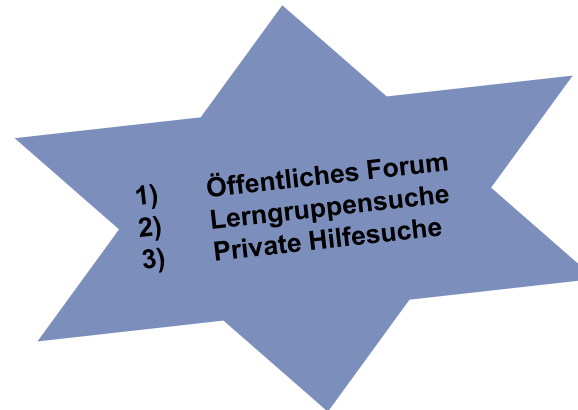 1) Öffentliches Forum
2) Lerngruppensuche
3) Private Hilfesuche